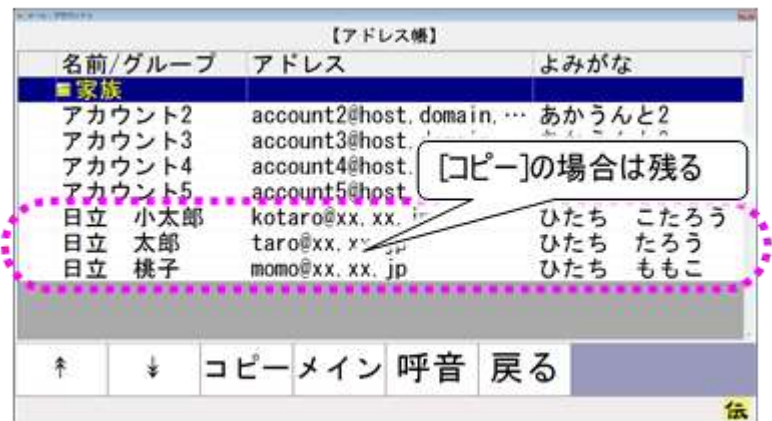 【アドレス帳】
名前/グループ アドレス よみがな
家族
アカウント2 account2@host.domain.… あかうんと2
アカウント3 account3@host.
アカウント4 account4@host.
アカウント5 account5@host
[コピー]の場合は残る
日立 小太郎 kotaro@xx.xx. ひたち こたろう
日立 太郎 taro@xx. ひたち たろう
日立 桃子 momo@xx.xx.jp ひたち ももこ
↟ ↡ コピー メイン 呼音 戻る
伝